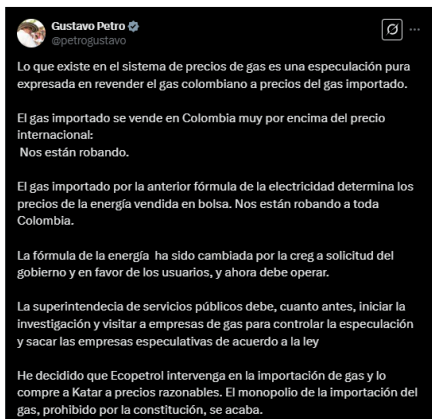 Gustavo Petro
@petrogustavo
Lo que existe en el sistema de precios de gas es una especulación pura
expresada en revender el gas colombiano a precios del gas importado.
El gas importado se vende en Colombia muy por encima del precio
internacional:
Nos están robando.
El gas importado por la anterior fórmula de la electricidad determina los
precios de la energía vendida en bolsa. Nos están robando a toda
Colombia.
La fórmula de la energía ha sido cambiada por la creg a solicitud del
gobierno y en favor de los usuarios, y ahora debe operar.
La superintendecia de servicios públicos debe, cuanto antes, iniciar la
investigación y visitar a empresas de gas para controlar la especulación
y sacar las empresas especulativas de acuerdo a la ley
He decidido que Ecopetrol intervenga en la importación de gas y lo
compre a Katar a precios razonables. El monopolio de la importación del
gas, prohibido por la constitución, se acaba.